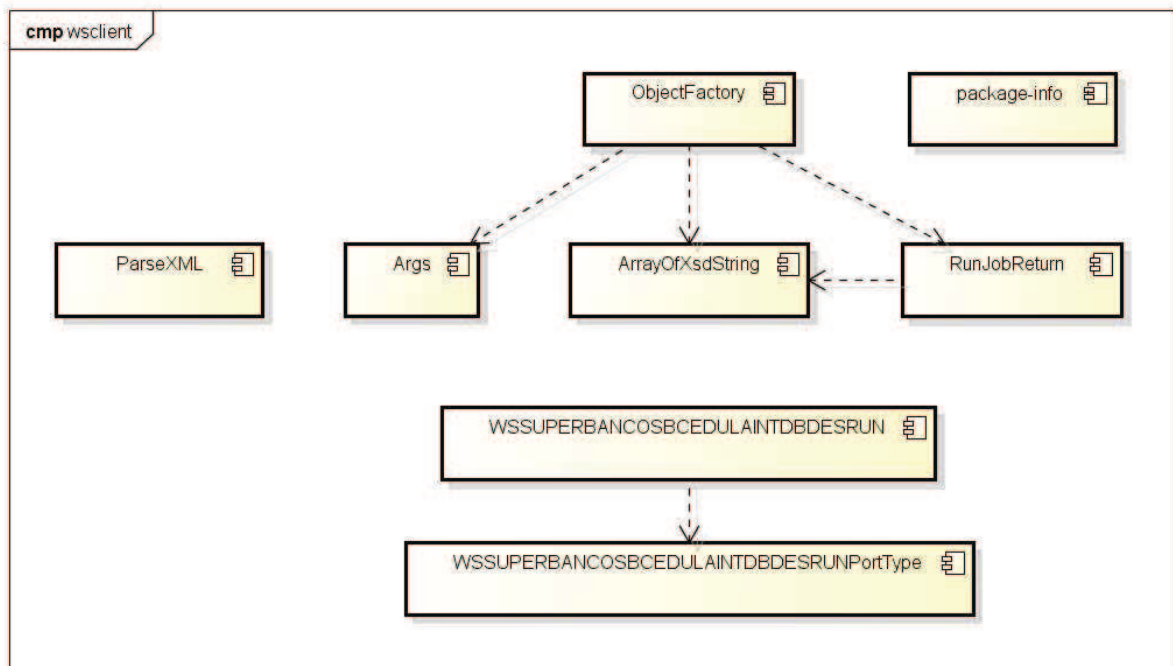 cmp wsclient
ObjectFactory
package-info
ParseXML
Args
ArrayOfXsdString
RunJobReturn
WSSUPERBANCOSBCEDULAINTDBDESRUN
WSSUPERBANCOSBCEDULAINTDBDESRUNPortType